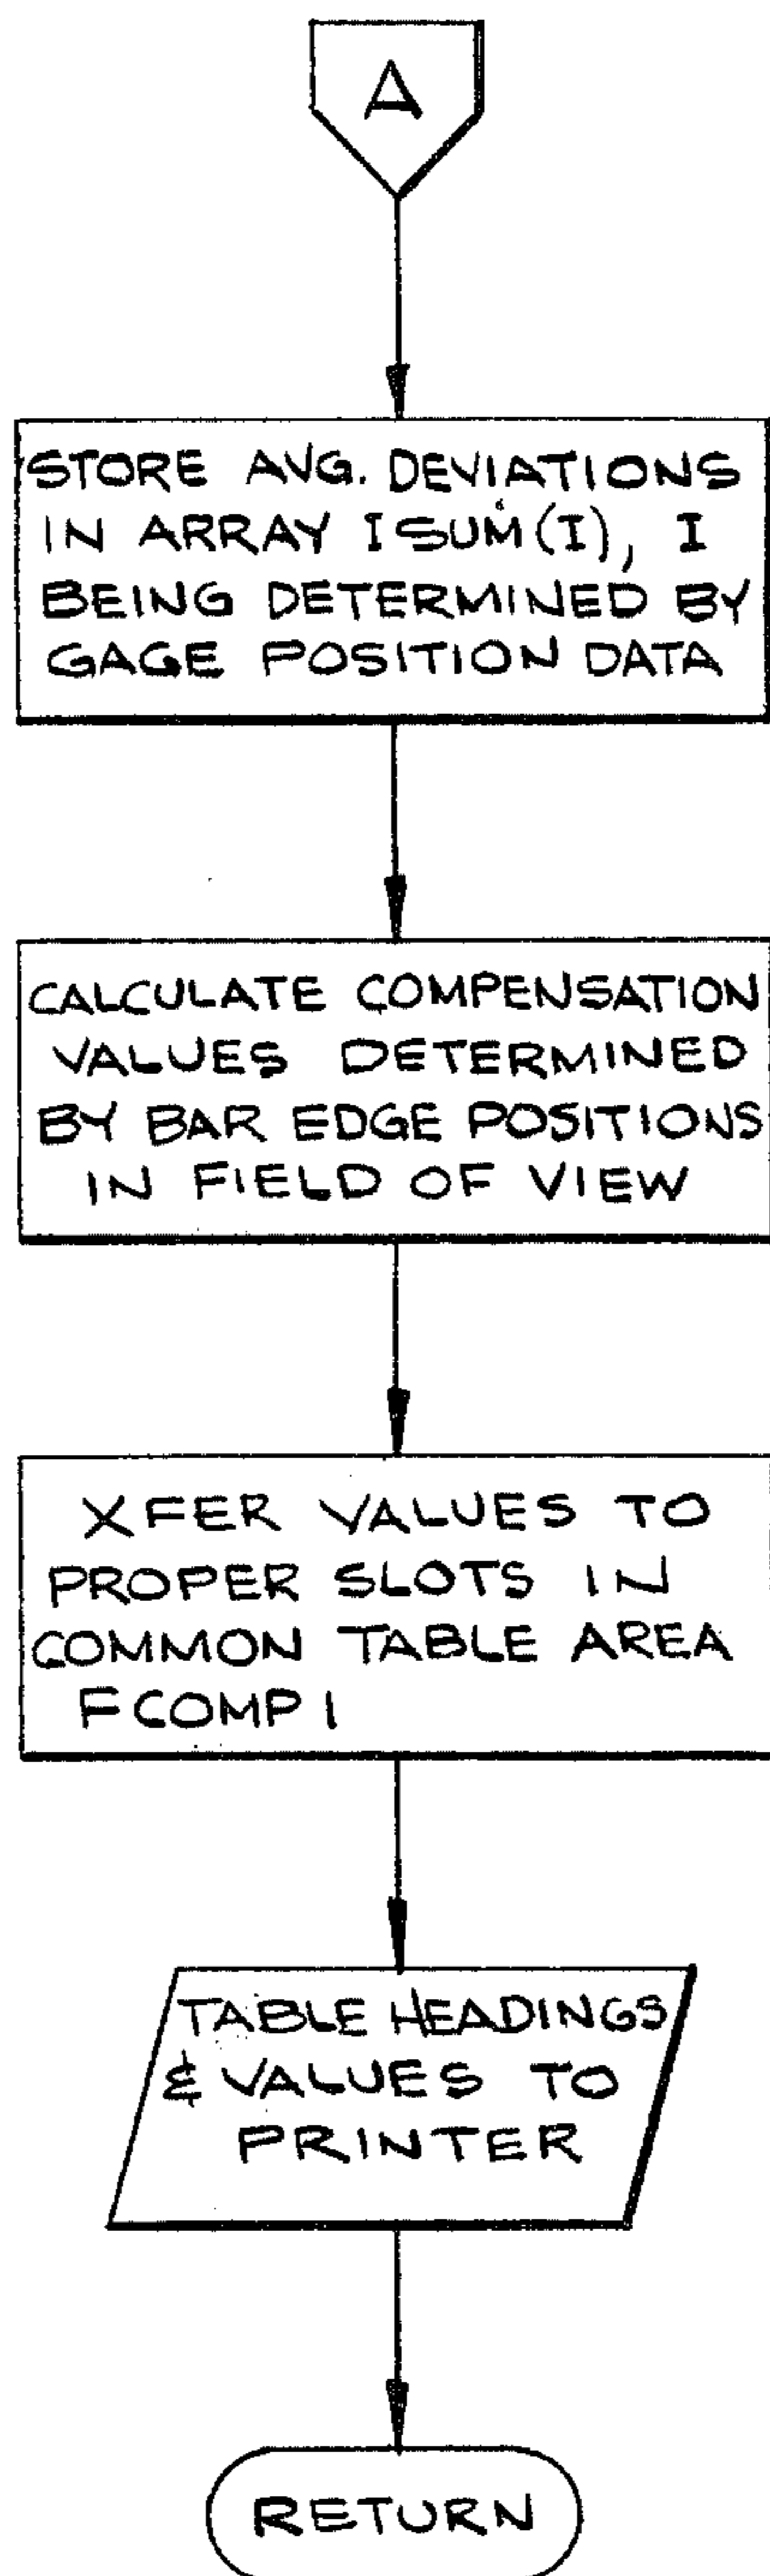 A
STORE AVG. DEVIATIONS
IN ARRAY ISUM(I), I
BEING DETERMINED BY
GAGE POSITION DATA
CALCULATE COMPENSATION
VALUES DETERMINED
BY BAR EDGE POSITIONS
IN FIELD OF VIEW
XFER VALUES TO
PROPER SLOTS IN
COMMON TABLE AREA
FCOMP1
TABLE HEADINGS
& VALUES TO
PRINTER
RETURN